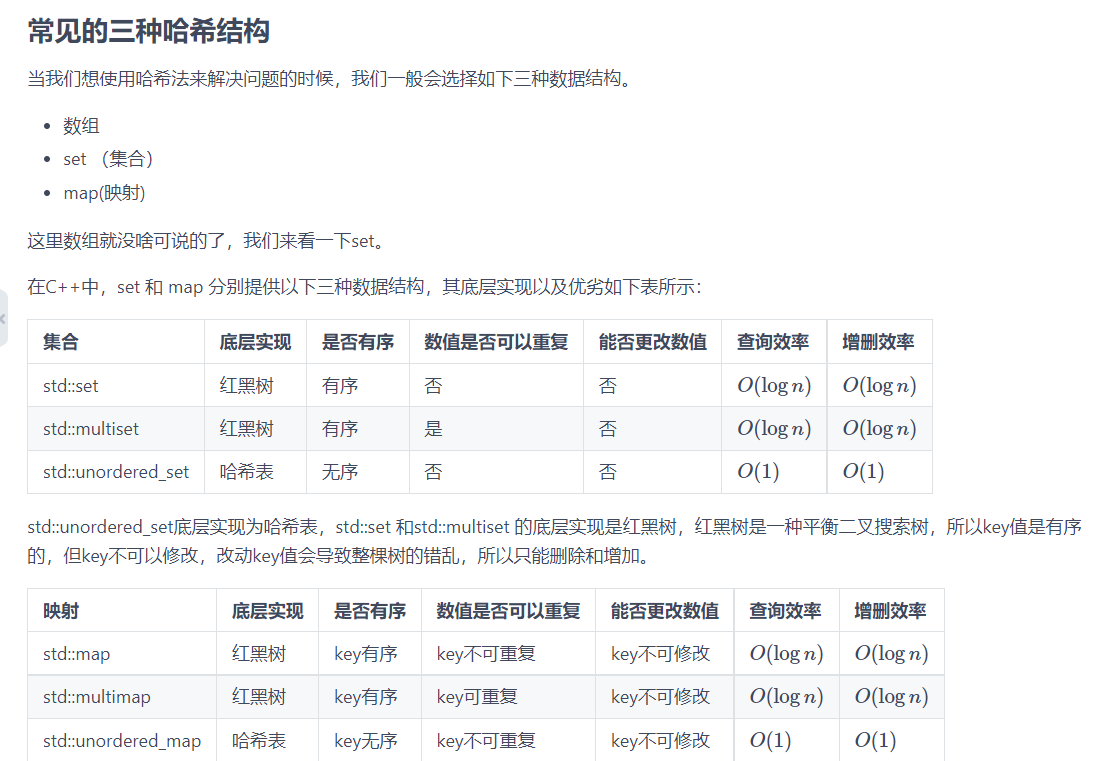 常见的三种哈希结构
当我们想使用哈希法来解决问题的时候，我们一般会选择如下三种数据结构。
• 数组
• set （集合）
• map(映射)
这里数组就没啥可说的了，我们来看一下set。
在C++中，set 和 map 分别提供以下三种数据结构，其底层实现以及优劣如下表所示：
集合 底层实现 是否有序 数值是否可以重复 能否更改数值 查询效率 增删效率
std::set 红黑树 有序 否 否 O(log n) O(log n)
std::multiset 红黑树 有序 是 否 O(log n) O(log n)
std::unordered_set 哈希表 无序 否 否 O(1) O(1)
std::unordered_set底层实现为哈希表，std::set 和std::multiset 的底层实现是红黑树，红黑树是一种平衡二叉搜索树，所以key值是有序
的，但key不可以修改，改动key值会导致整棵树的错乱，所以只能删除和增加。
映射 底层实现 是否有序 数值是否可以重复 能否更改数值 查询效率 增删效率
std::map 红黑树 key有序 key不可重复 key不可修改 O(log n) O(log n)
std::multimap 红黑树 key有序 key可重复 key不可修改 O(log n) O(log n)
std::unordered_map 哈希表 key无序 key不可重复 key不可修改 O(1) O(1)